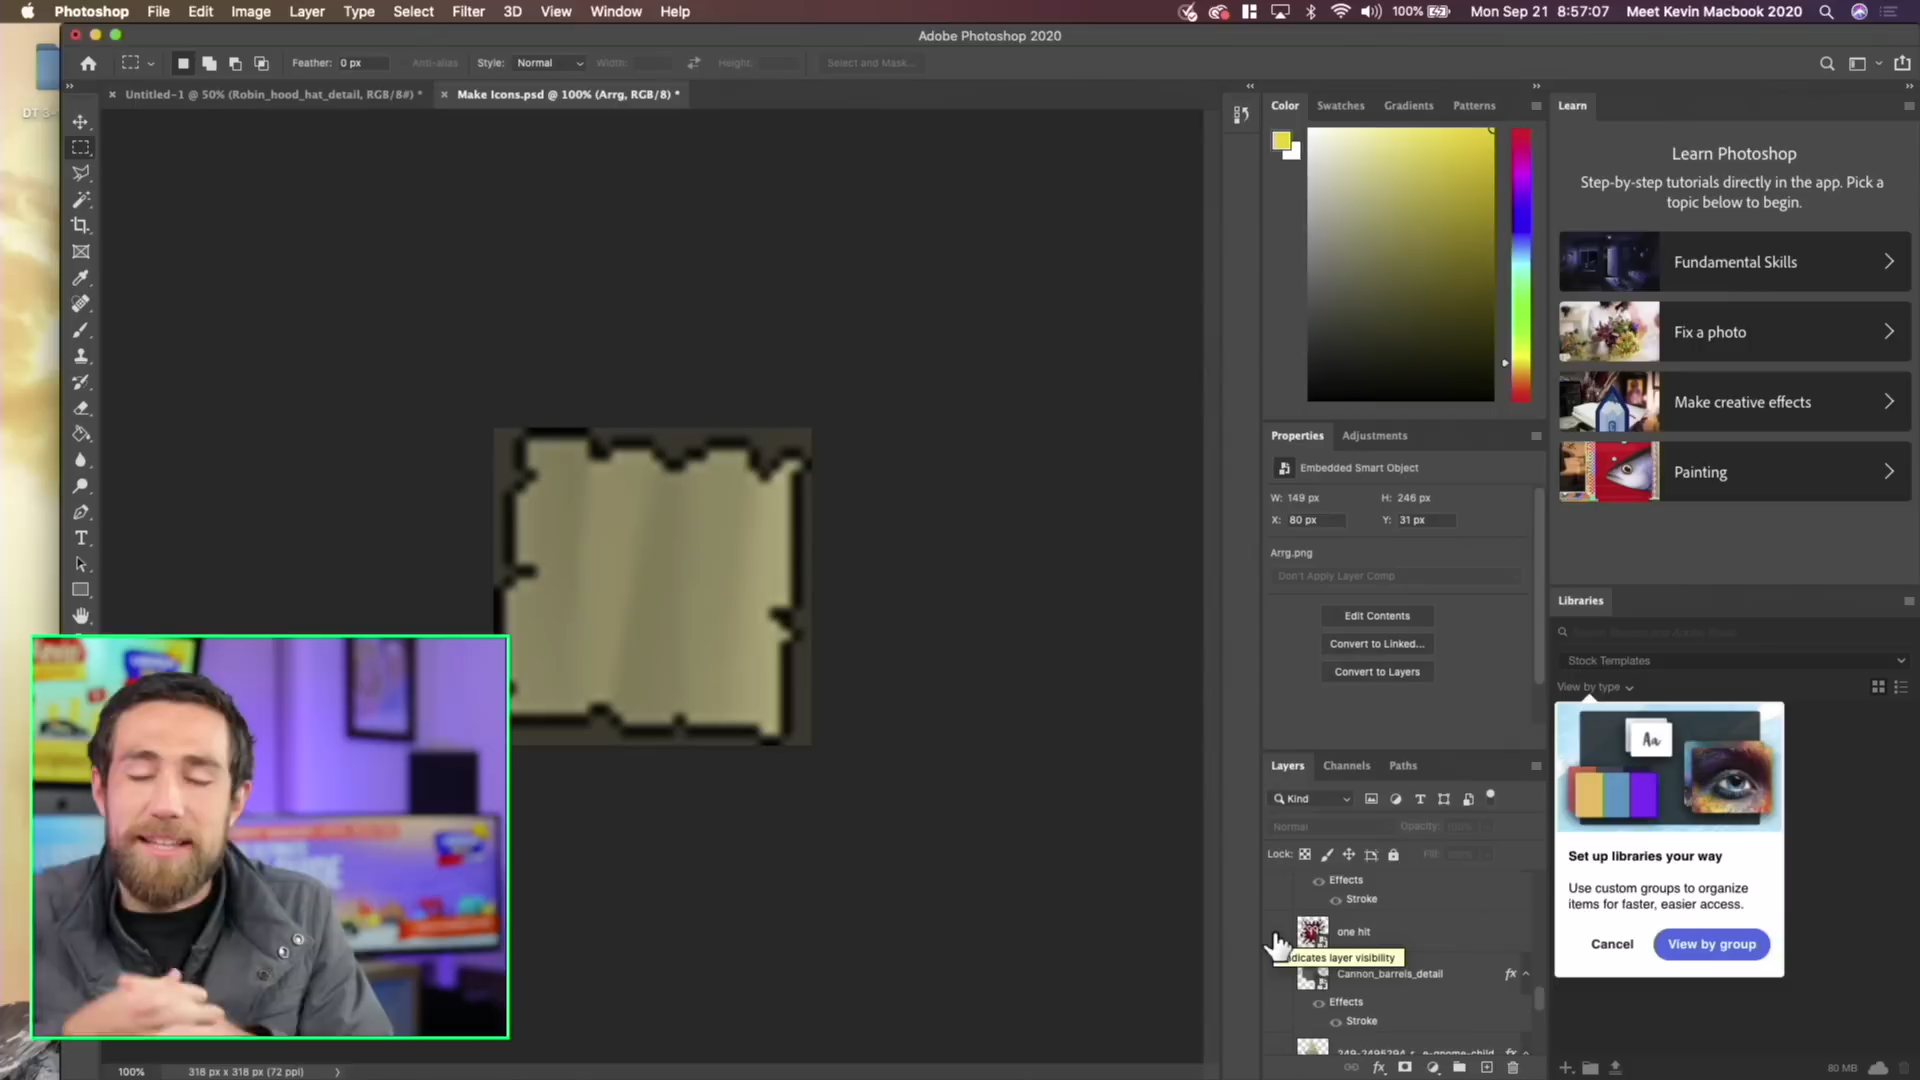 Photoshop File Edit Image Layer Type Select Filter 3D View Window Help
100% Mon Sep 21 8:57:07 Meet Kevin Macbook 2020
Adobe Photoshop 2020
Feather: 0 px Anti-alias Style: Normal Width: Height: Select and Mask...
Untitled-1 @ 50% (Robin_hood_hat_detail, RGB/8#) *
Make Icons.psd @ 100% (Arrg, RGB/8) *
Color Swatches Gradients Patterns
Learn
Learn Photoshop
Step-by-step tutorials directly in the app. Pick a
topic below to begin.
Fundamental Skills
Fix a photo
Make creative effects
Painting
Properties Adjustments
Embedded Smart Object
W: 149 px H: 246 px
X: 80 px Y: 31 px
Arrg.png
Don't Apply Layer Comp
Edit Contents
Convert to Linked...
Convert to Layers
Layers Channels Paths
Kind
Normal Opacity: 100%
Lock: Fill:
Effects
Stroke
one hit
ndicates layer visibility
Cannon_barrels_detail fx
Effects
Stroke
Libraries
Stock Templates
View by type
Aa
Set up libraries your way
Use custom groups to organize
items for faster, easier access.
Cancel View by group
80 MB
100% 318 px x 318 px (72 ppi)